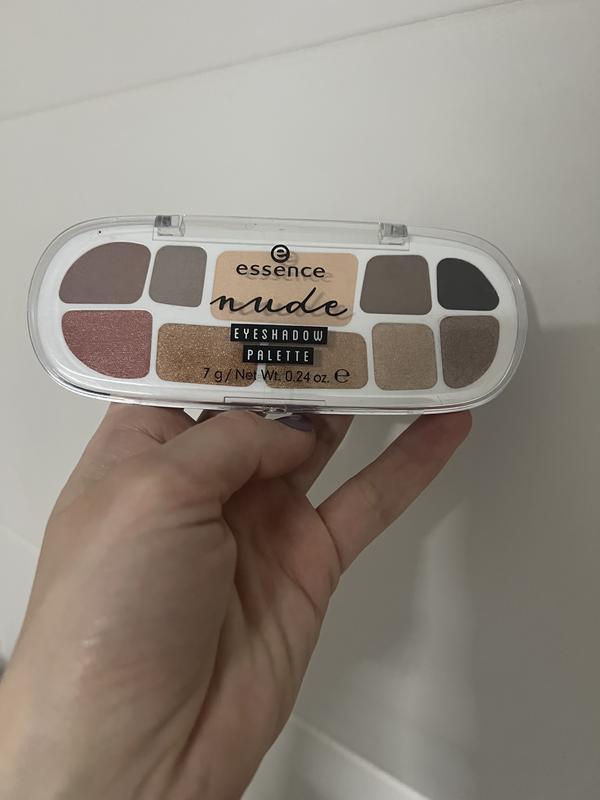 e
essence
nude
EYESHADOW
PALETTE
7 g / Net Wt. 0.24 oz. ℮